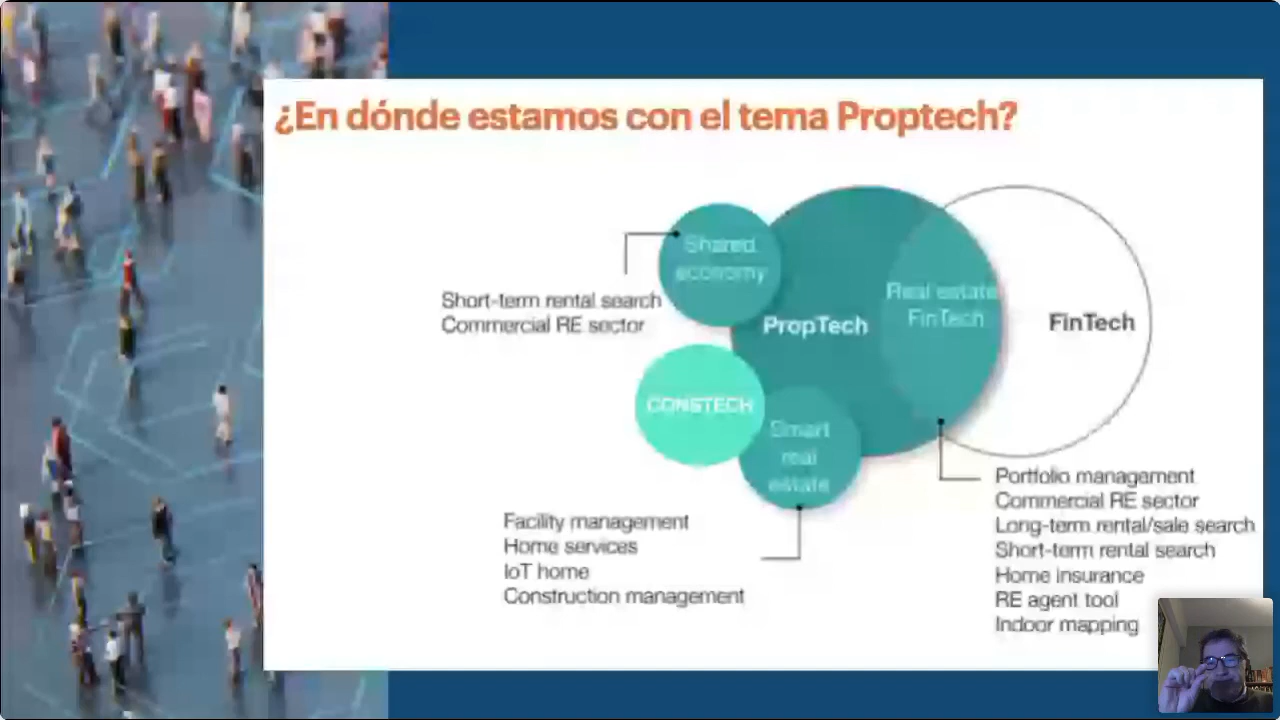 ¿En dónde estamos con el tema Proptech?
Shared
economy
Short-term rental search
Commercial RE sector
PropTech
Real estate
FinTech
FinTech
CONSTECH
Smart
real
estate
Facility management
Home services
IoT home
Construction management
Portfolio management
Commercial RE sector
Long-term rental/sale search
Short-term rental search
Home insurance
RE agent tool
Indoor mapping